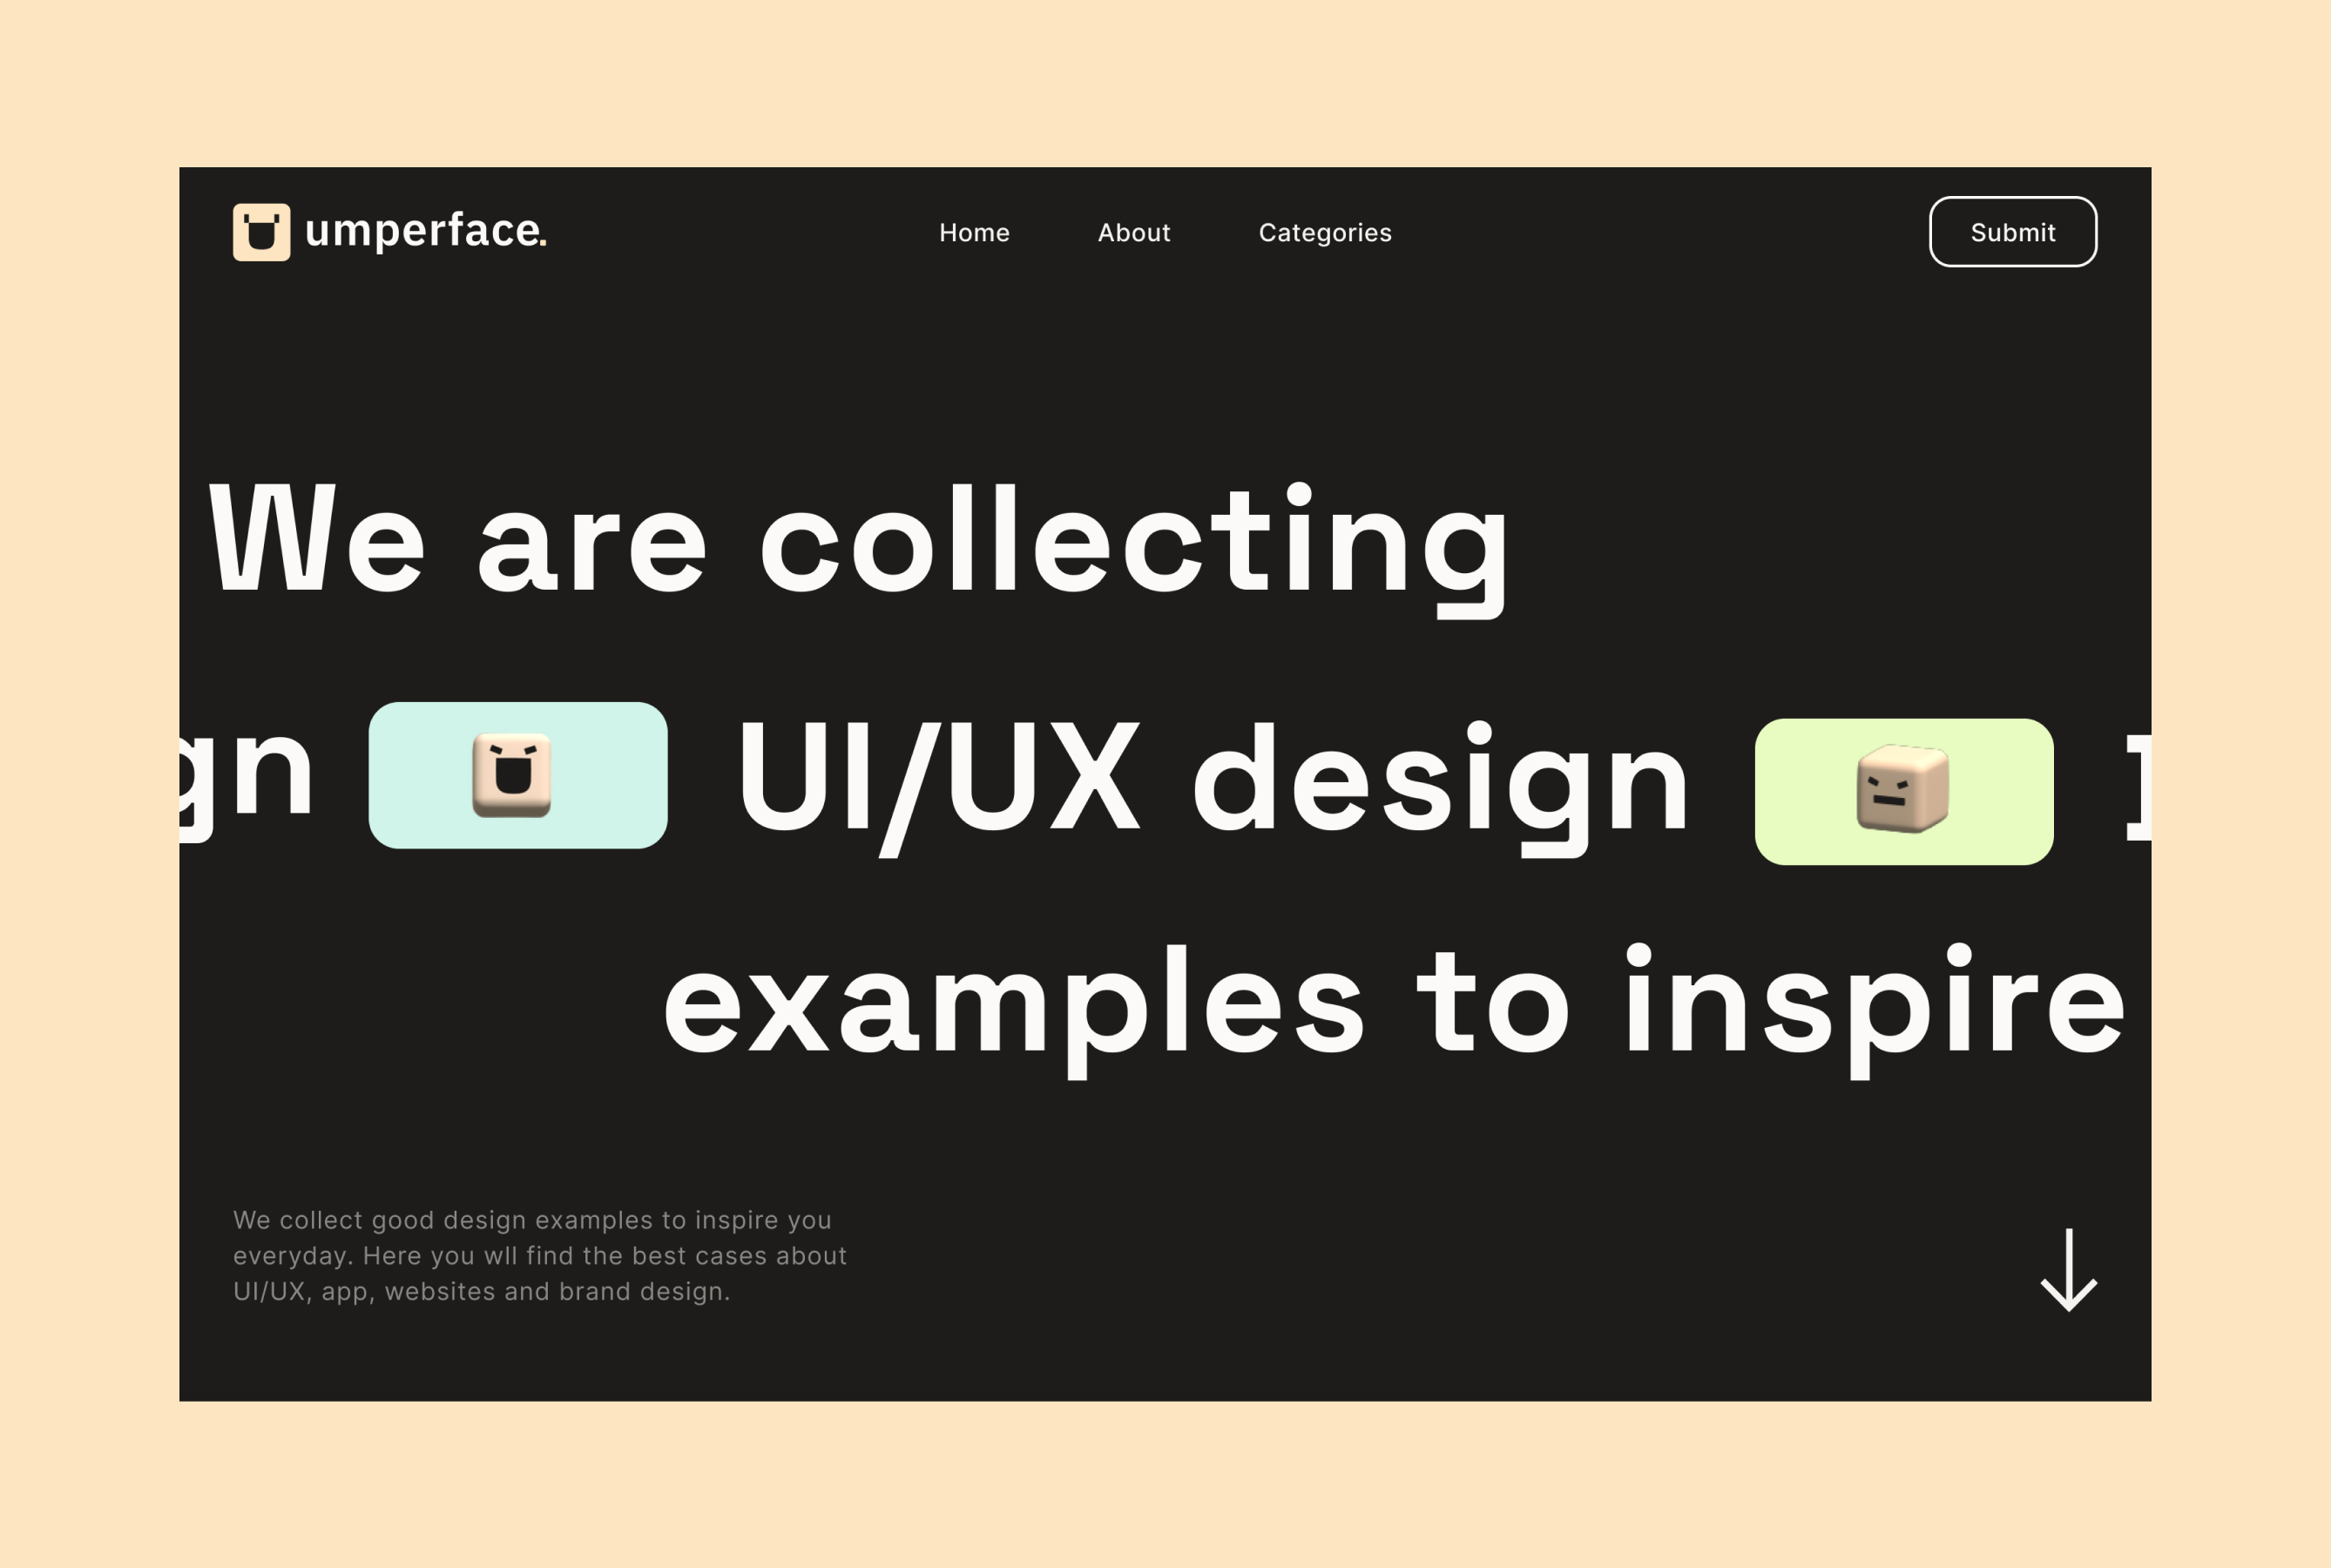 umperface.
Home About Categories Submit
We are collecting
gn UI/UX design I
examples to inspire
We collect good design examples to inspire you
everyday. Here you wll find the best cases about
UI/UX, app, websites and brand design.